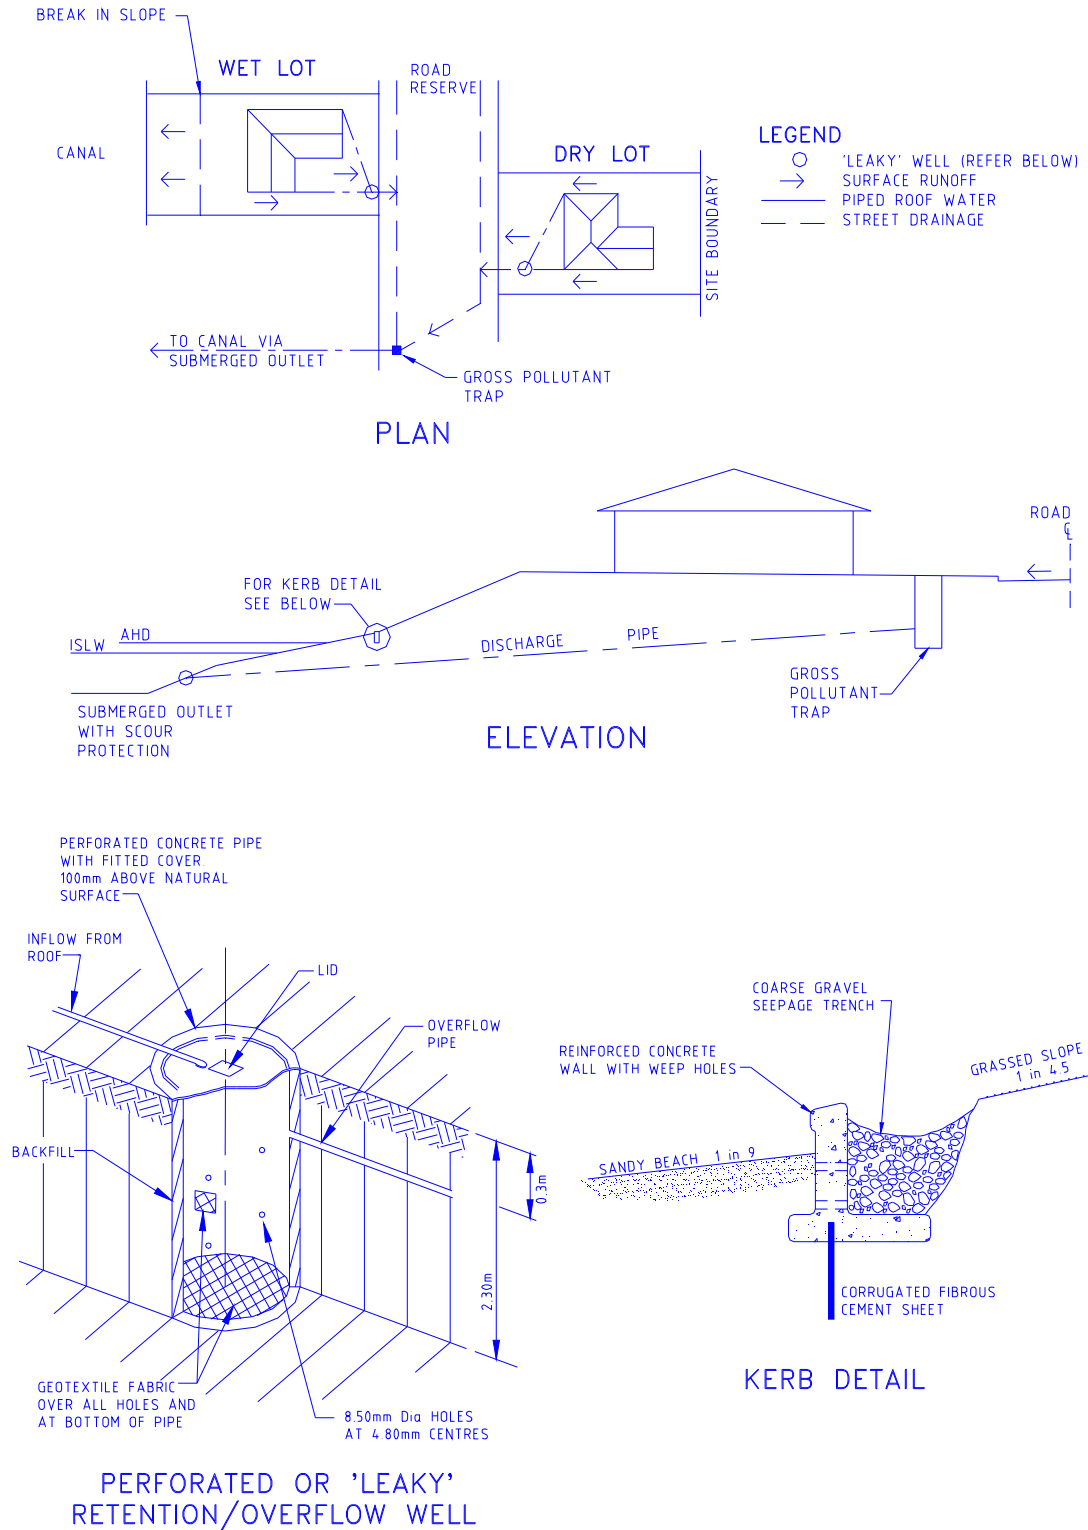 BREAK IN SLOPE
WET LOT
ROAD
RESERVE
CANAL
DRY LOT
SITE BOUNDARY
LEGEND
'LEAKY' WELL (REFER BELOW)
SURFACE RUNOFF
PIPED ROOF WATER
STREET DRAINAGE
TO CANAL VIA
SUBMERGED OUTLET
GROSS POLLUTANT
TRAP
PLAN
ROAD
℄
FOR KERB DETAIL
SEE BELOW
AHD
ISLW
DISCHARGE PIPE
GROSS
POLLUTANT
TRAP
SUBMERGED OUTLET
WITH SCOUR
PROTECTION
ELEVATION
PERFORATED CONCRETE PIPE
WITH FITTED COVER
100mm ABOVE NATURAL
SURFACE
INFLOW FROM
ROOF
LID
OVERFLOW
PIPE
BACKFILL
0.3m
2.30m
GEOTEXTILE FABRIC
OVER ALL HOLES AND
AT BOTTOM OF PIPE
8.50mm Dia HOLES
AT 4.80mm CENTRES
PERFORATED OR 'LEAKY'
RETENTION/OVERFLOW WELL
COARSE GRAVEL
SEEPAGE TRENCH
REINFORCED CONCRETE
WALL WITH WEEP HOLES
GRASSED SLOPE
1 in 4.5
SANDY BEACH 1 in 9
CORRUGATED FIBROUS
CEMENT SHEET
KERB DETAIL